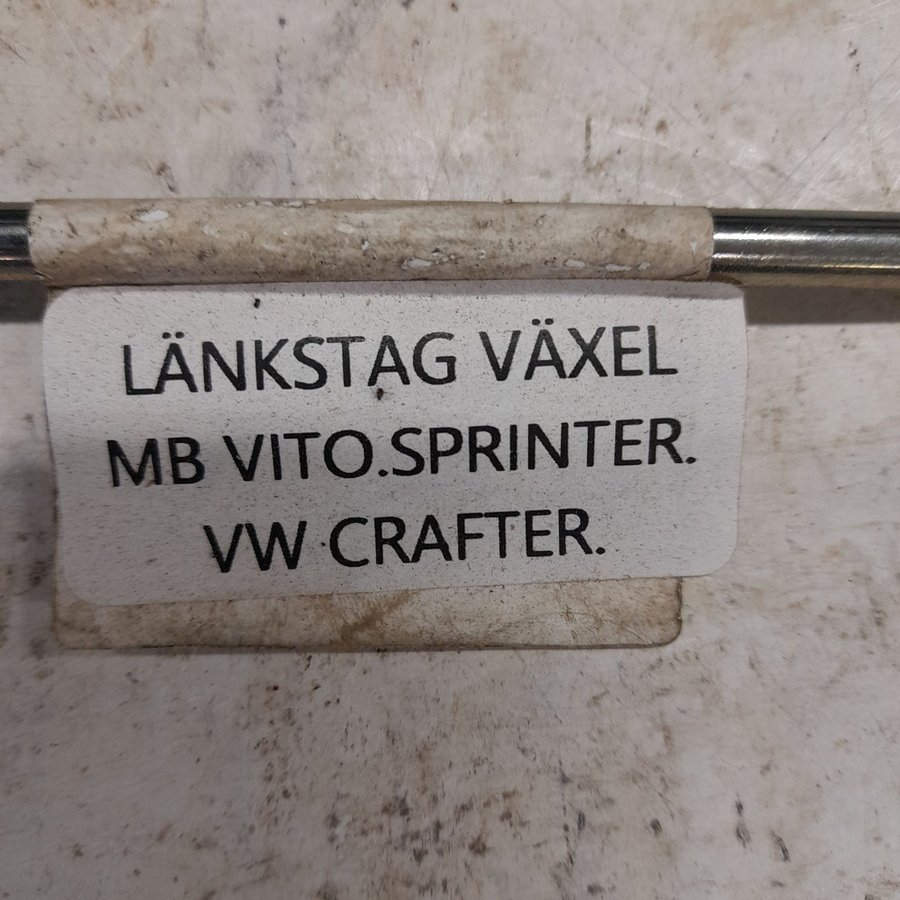 LÄNKSTAG VÄXEL
MB VITO.SPRINTER.
VW CRAFTER.